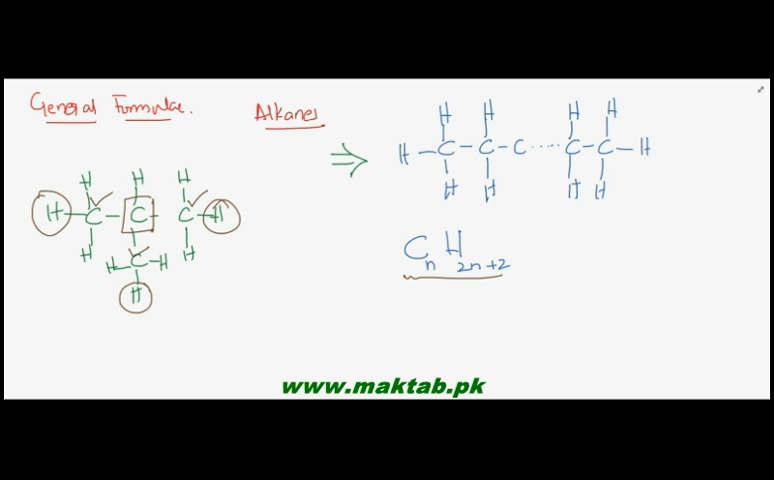 General Formulae. Alkanes
H H H
H - C - C - C
H H
H - C - H
H
⇒
H H H H
H - C - C - C ..... C - C - H
H H H H
CnH2n+2
www.maktab.pk